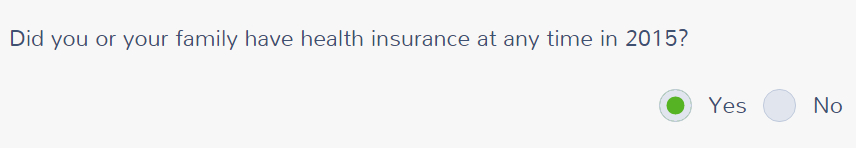 Did you or your family have health insurance at any time in 2015?
Yes No